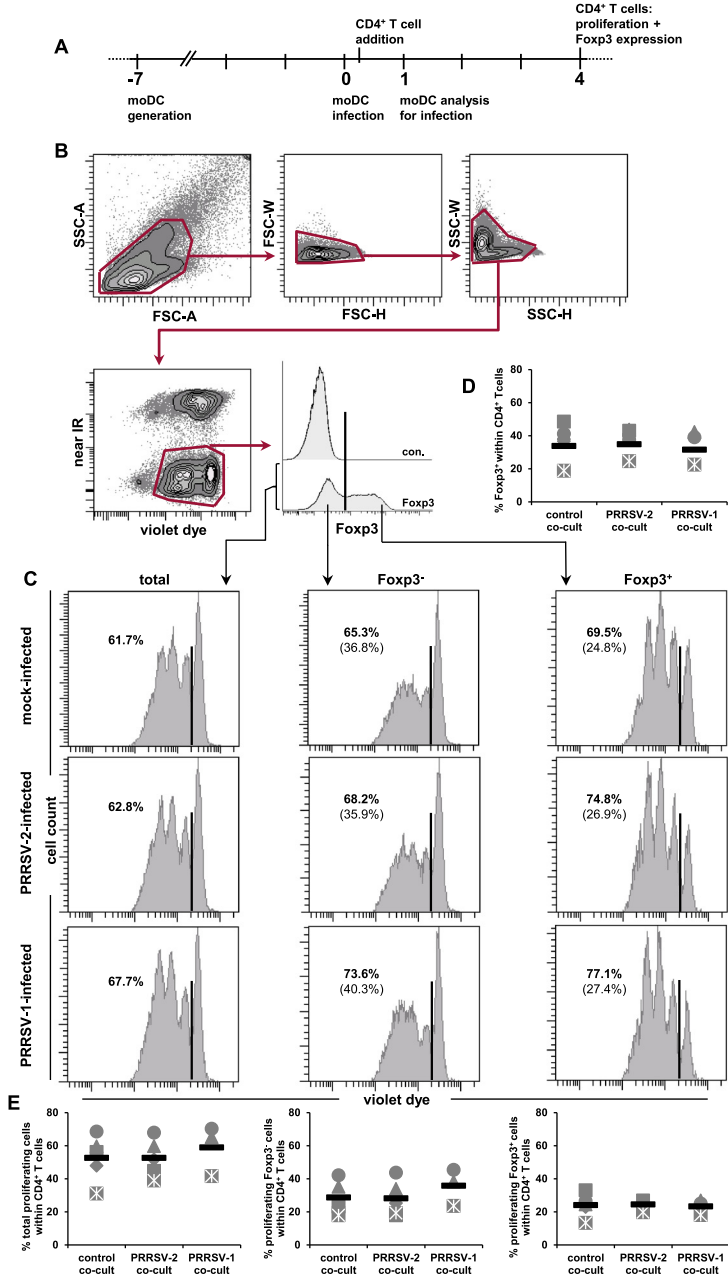 A
CD4⁺ T cell
addition
CD4⁺ T cells:
proliferation +
Foxp3 expression
-7
0
1
4
moDC
generation
moDC
infection
moDC analysis
for infection
B
SSC-A
FSC-A
FSC-W
FSC-H
SSC-W
SSC-H
near IR
violet dye
con.
Foxp3
Foxp3
D
% Foxp3⁺ within CD4⁺ Tcells
80
60
40
20
0
control
co-cult
PRRSV-2
co-cult
PRRSV-1
co-cult
C
total
Foxp3⁻
Foxp3⁺
mock-infected
61.7%
65.3%
(36.8%)
69.5%
(24.8%)
PRRSV-2-infected
cell count
62.8%
68.2%
(35.9%)
74.8%
(26.9%)
PRRSV-1-infected
67.7%
73.6%
(40.3%)
77.1%
(27.4%)
violet dye
E
% total proliferating cells
within CD4⁺ T cells
80
60
40
20
0
control
co-cult
PRRSV-2
co-cult
PRRSV-1
co-cult
% proliferating Foxp3⁻ cells
within CD4⁺ T cells
80
60
40
20
0
control
co-cult
PRRSV-2
co-cult
PRRSV-1
co-cult
% proliferating Foxp3⁺ cells
within CD4⁺ T cells
80
60
40
20
0
control
co-cult
PRRSV-2
co-cult
PRRSV-1
co-cult